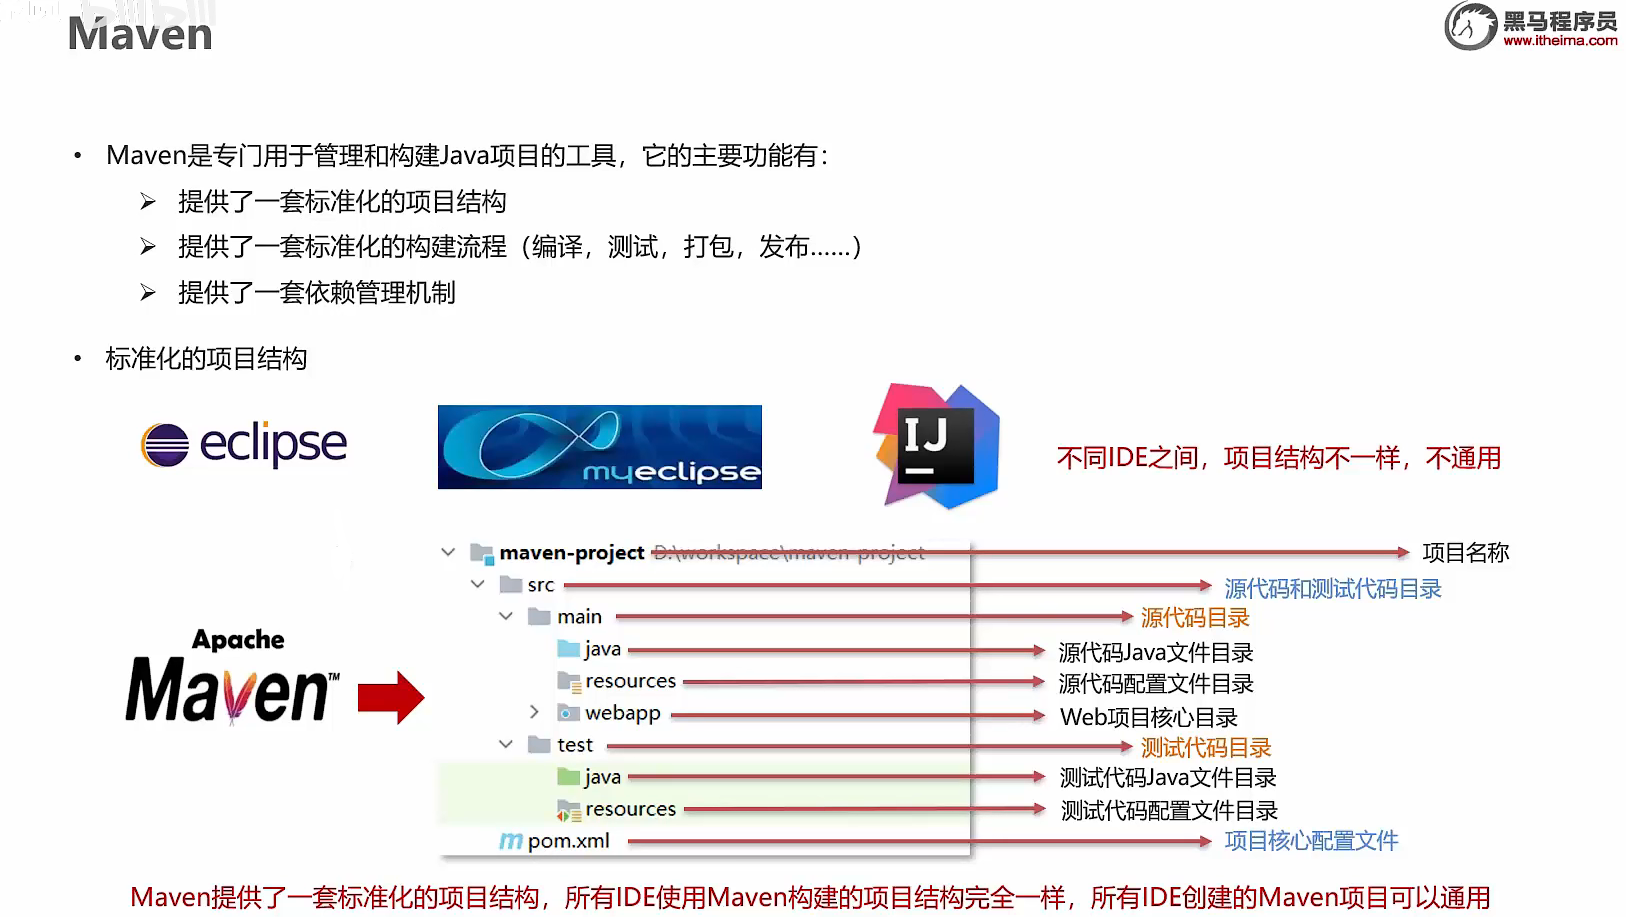 Maven
黑马程序员
www.itheima.com
• Maven是专门用于管理和构建Java项目的工具，它的主要功能有：
➢ 提供了一套标准化的项目结构
➢ 提供了一套标准化的构建流程（编译，测试，打包，发布……）
➢ 提供了一套依赖管理机制
• 标准化的项目结构
eclipse
myeclipse
IJ
不同IDE之间，项目结构不一样，不通用
maven-project D:\workspace\maven-project 项目名称
src 源代码和测试代码目录
main 源代码目录
java 源代码Java文件目录
resources 源代码配置文件目录
webapp Web项目核心目录
test 测试代码目录
java 测试代码Java文件目录
resources 测试代码配置文件目录
pom.xml 项目核心配置文件
Apache
Maven™
Maven提供了一套标准化的项目结构，所有IDE使用Maven构建的项目结构完全一样，所有IDE创建的Maven项目可以通用